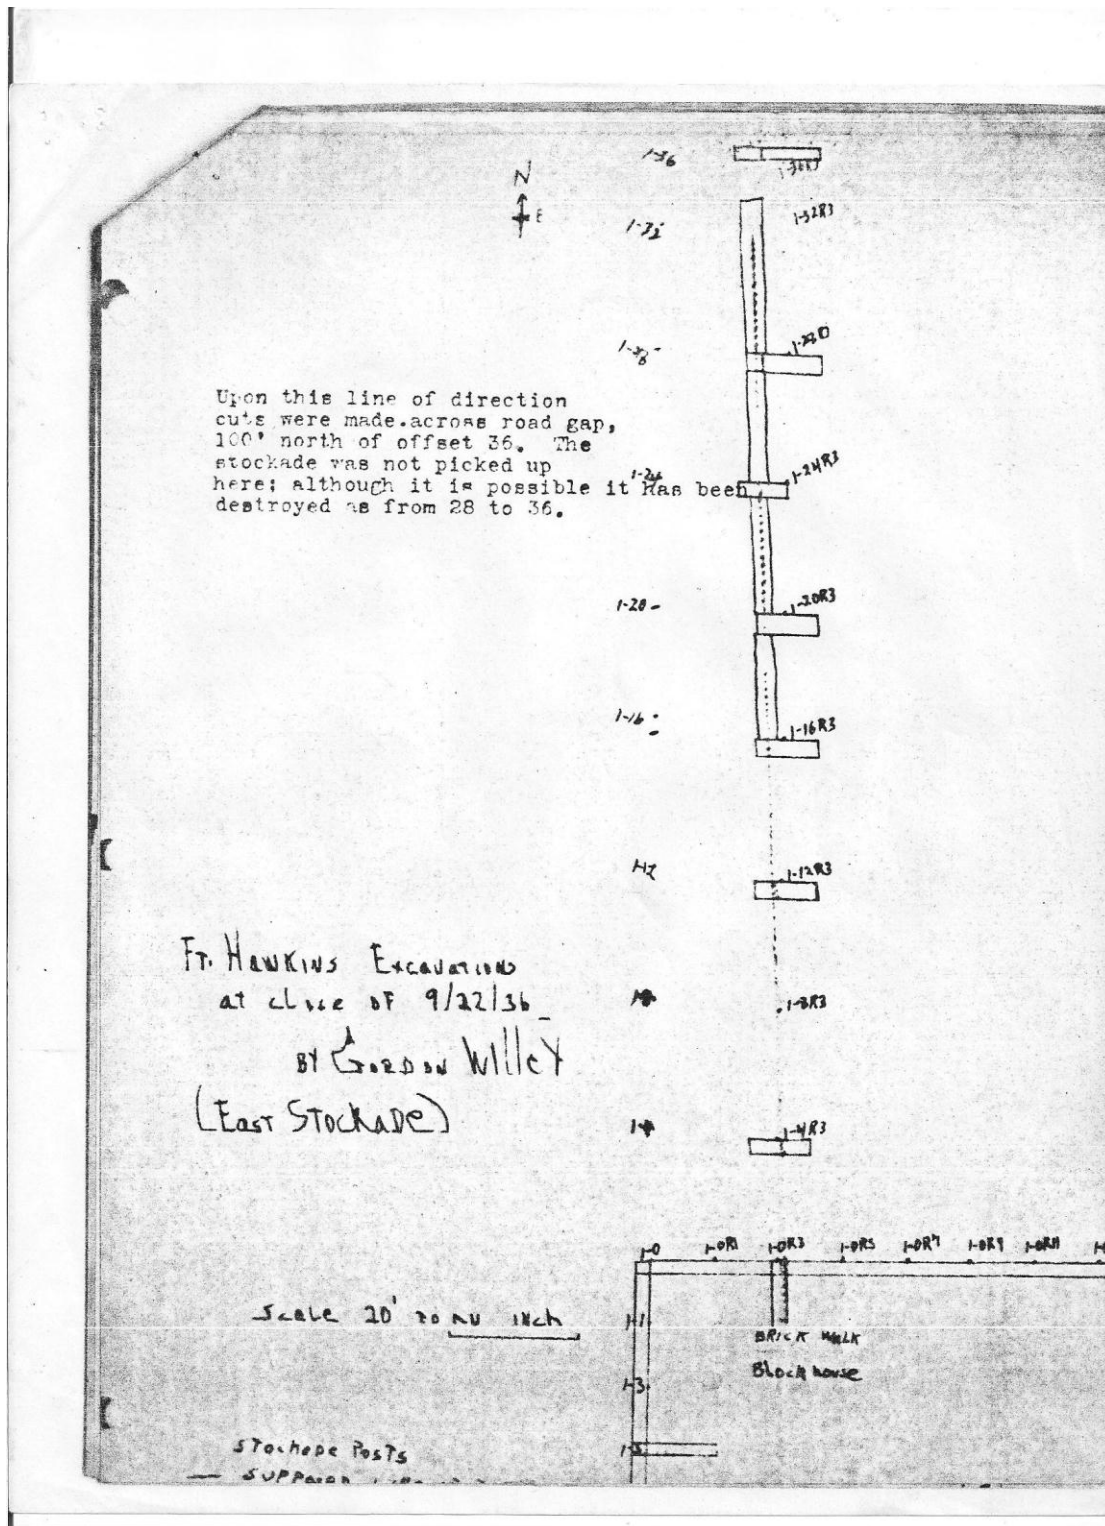 1-36
1-36R3
N
E
1-32
1-32R3
1-28
Upon this line of direction
cuts were made.across road gap,
100' north of offset 36. The
stockade was not picked up
here; although it is possible it has been
destroyed as from 28 to 36.
1-24
1-24R3
1-20
1-20R3
1-16
1-16R3
1-12
1-12R3
Ft. Hawkins Excavations
at close of 9/22/36
BY Gordon Willey
(East Stockade)
1-8R3
1-4R3
1-0 1-0R1 1-0R3 1-0R5 1-0R7 1-0R9 1-0R11
Scale 20' to an inch
1-1
BRICK WALK
Blockhouse
1-3
1-5
Stockade Posts
Supposed